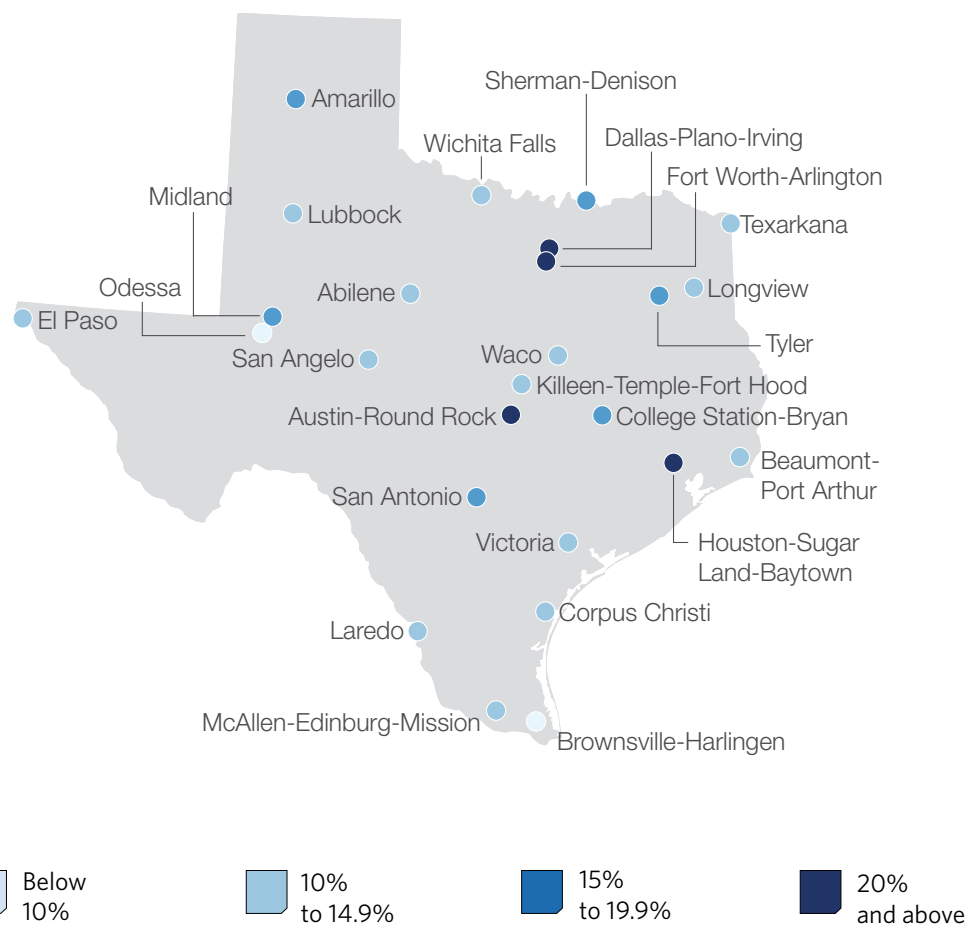 Sherman-Denison
Amarillo
Dallas-Plano-Irving
Wichita Falls
Fort Worth-Arlington
Midland
Lubbock
Texarkana
Odessa
Abilene
Longview
El Paso
Tyler
San Angelo
Waco
Killeen-Temple-Fort Hood
Austin-Round Rock
College Station-Bryan
Beaumont-
Port Arthur
San Antonio
Victoria
Houston-Sugar
Land-Baytown
Corpus Christi
Laredo
McAllen-Edinburg-Mission
Brownsville-Harlingen
Below
10%
10%
to 14.9%
15%
to 19.9%
20%
and above